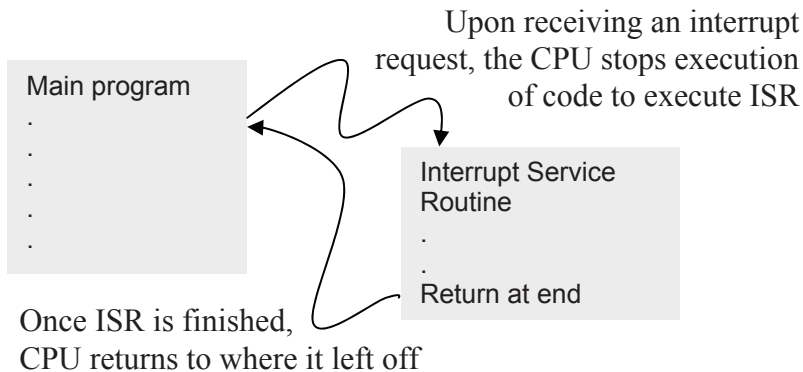 Upon receiving an interrupt
request, the CPU stops execution
of code to execute ISR
Main program
.
.
.
.
.
Interrupt Service
Routine
.
.
Return at end
Once ISR is finished,
CPU returns to where it left off